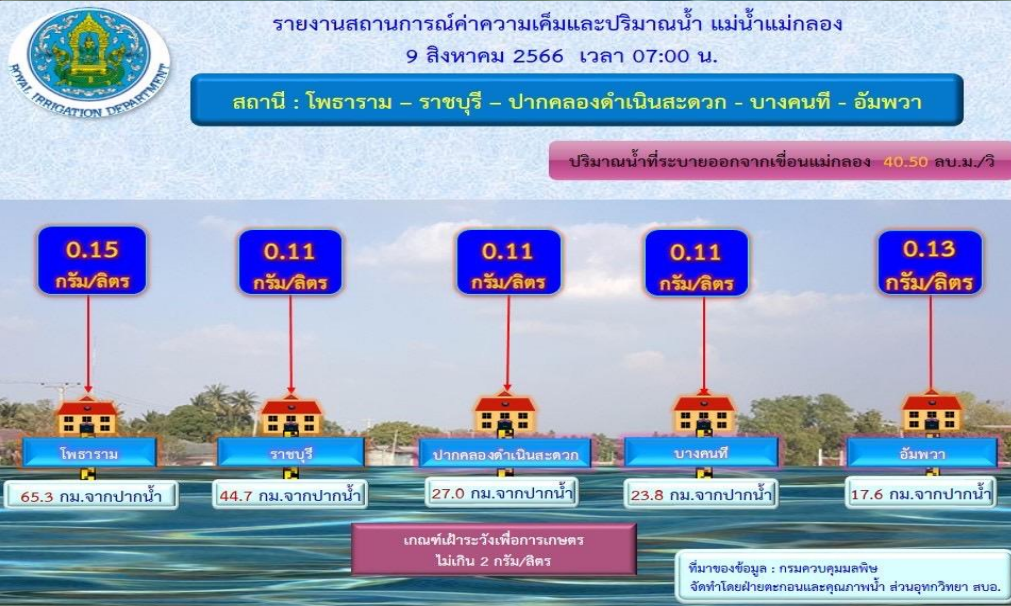 รายงานสถานการณ์ค่าความเค็มและปริมาณน้ำ แม่น้ำแม่กลอง
9 สิงหาคม 2566 เวลา 07:00 น.
ROYAL IRRIGATION DEPARTMENT
สถานี : โพธาราม – ราชบุรี – ปากคลองดำเนินสะดวก - บางคนที - อัมพวา
ปริมาณน้ำที่ระบายออกจากเขื่อนแม่กลอง 40.50 ลบ.ม./วิ
0.15 0.11 0.11 0.11 0.13
กรัม/ลิตร กรัม/ลิตร กรัม/ลิตร กรัม/ลิตร กรัม/ลิตร
โพธาราม ราชบุรี ปากคลองดำเนินสะดวก บางคนที อัมพวา
65.3 กม.จากปากน้ำ 44.7 กม.จากปากน้ำ 27.0 กม.จากปากน้ำ 23.8 กม.จากปากน้ำ 17.6 กม.จากปากน้ำ
เกณฑ์เฝ้าระวังเพื่อการเกษตร
ไม่เกิน 2 กรัม/ลิตร
ที่มาของข้อมูล : กรมควบคุมมลพิษ
จัดทำโดยฝ่ายตะกอนและคุณภาพน้ำ ส่วนอุทกวิทยา สบอ.